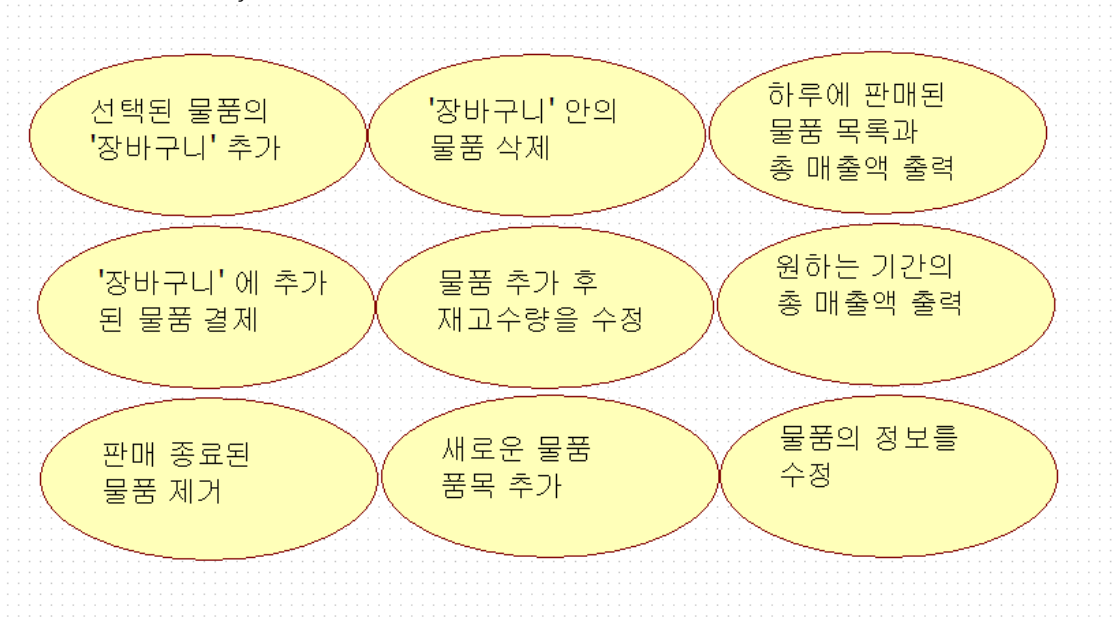 선택된 물품의
'장바구니' 추가
'장바구니' 안의
물품 삭제
하루에 판매된
물품 목록과
총 매출액 출력
'장바구니' 에 추가
된 물품 결제
물품 추가 후
재고수량을 수정
원하는 기간의
총 매출액 출력
판매 종료된
물품 제거
새로운 물품
품목 추가
물품의 정보를
수정